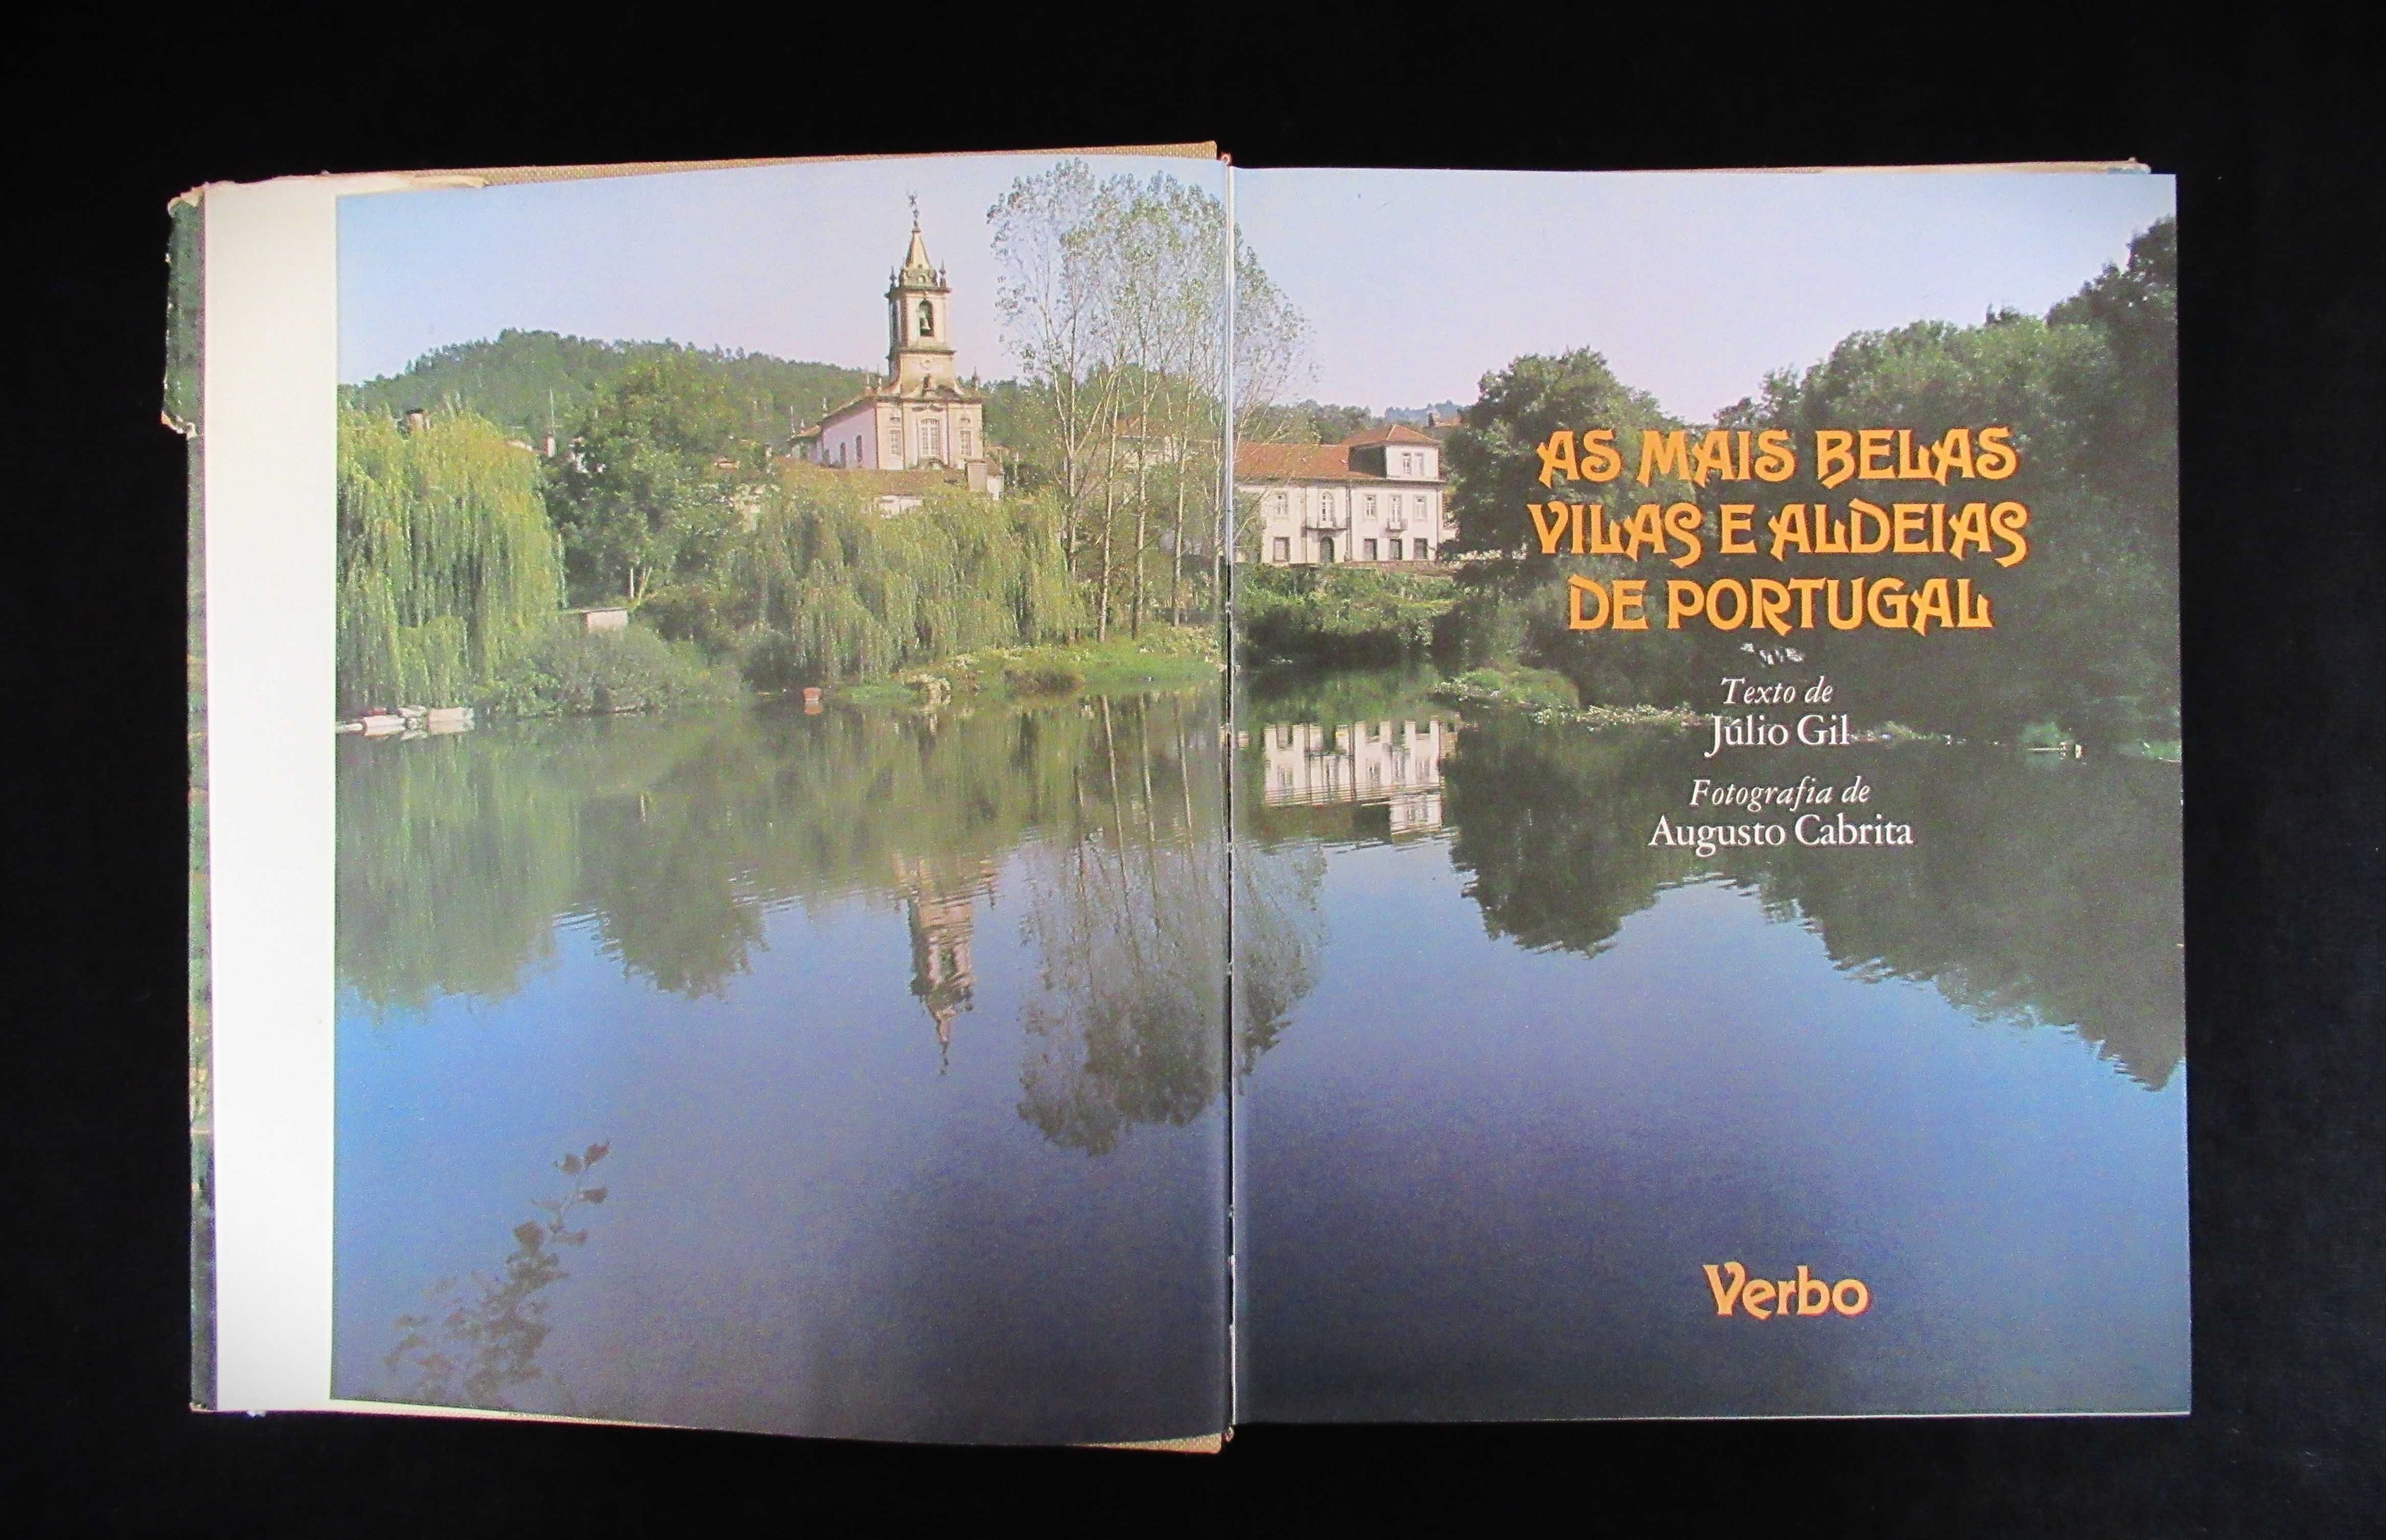 AS MAIS BELAS
VILAS E ALDEIAS
DE PORTUGAL
Texto de
Júlio Gil
Fotografia de
Augusto Cabrita
Verbo